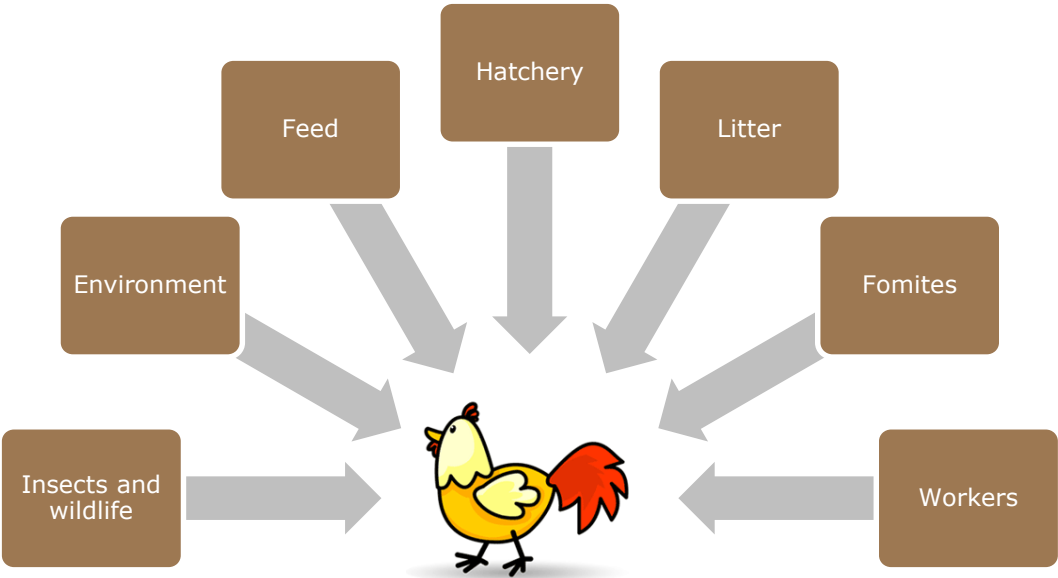 Hatchery
Feed
Litter
Environment
Fomites
Insects and
wildlife
Workers